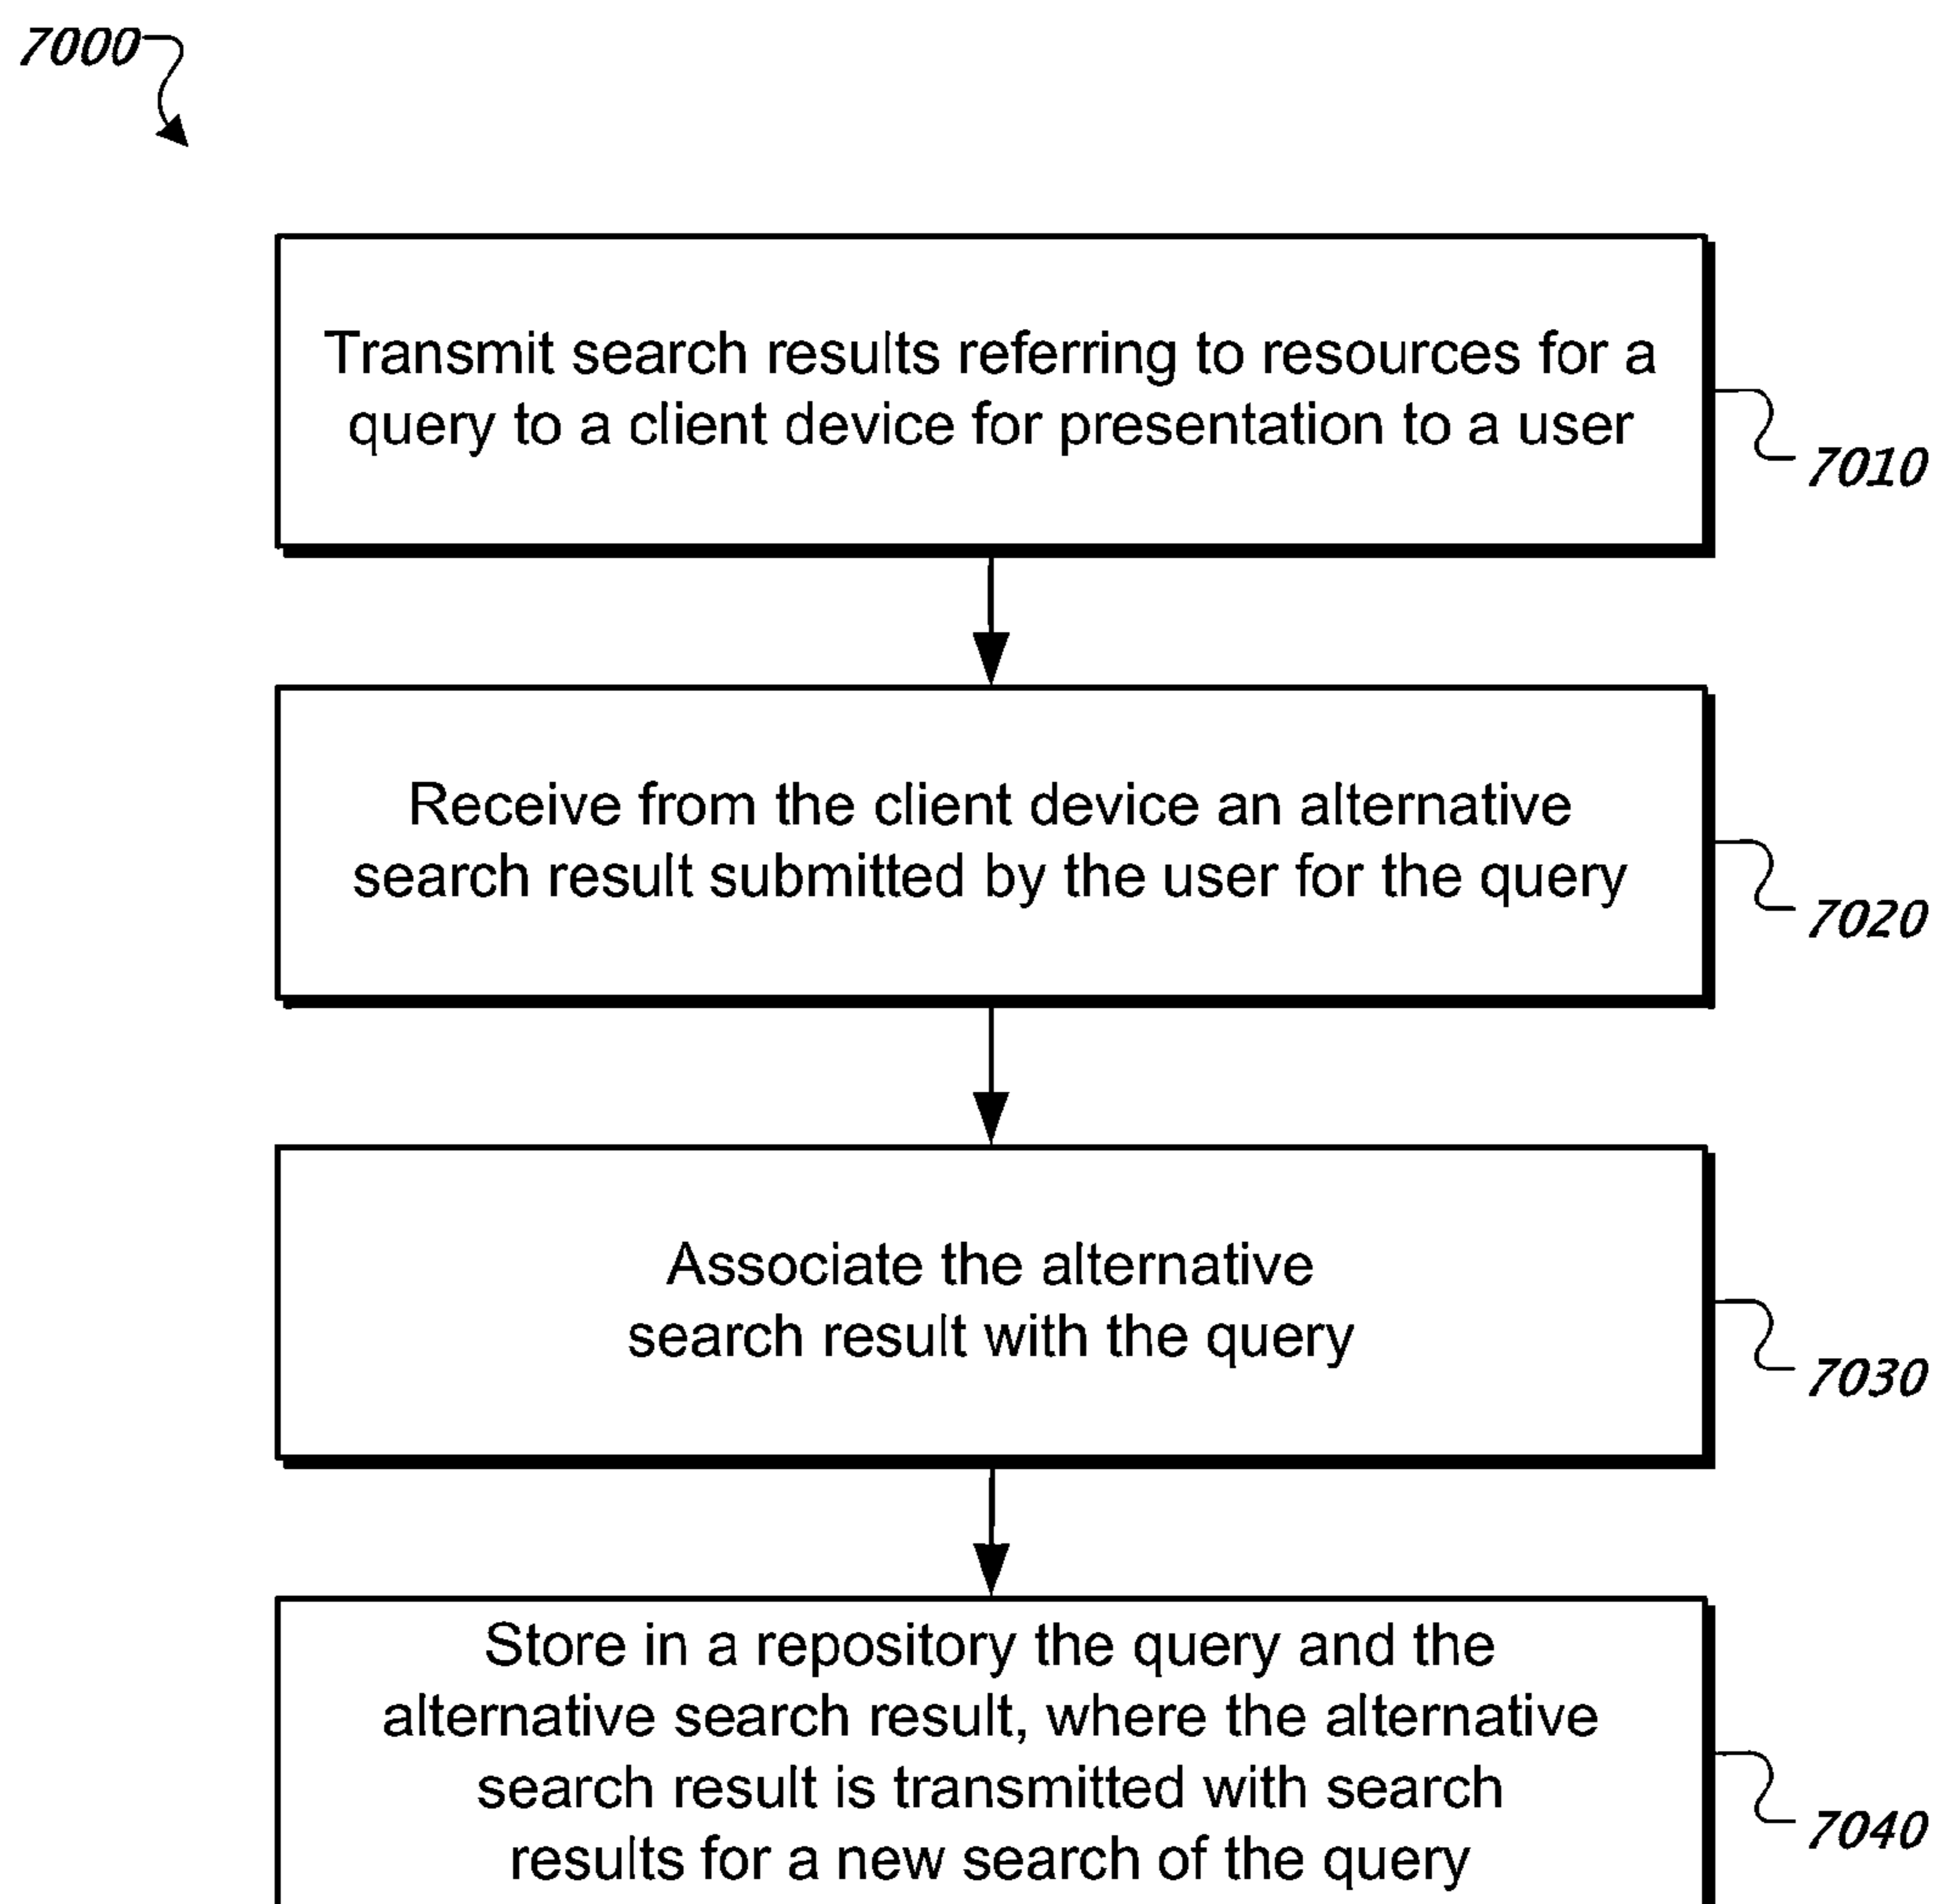 7000
Transmit search results referring to resources for a
query to a client device for presentation to a user
7010
Receive from the client device an alternative
search result submitted by the user for the query
7020
Associate the alternative
search result with the query
7030
Store in a repository the query and the
alternative search result, where the alternative
search result is transmitted with search
results for a new search of the query
7040